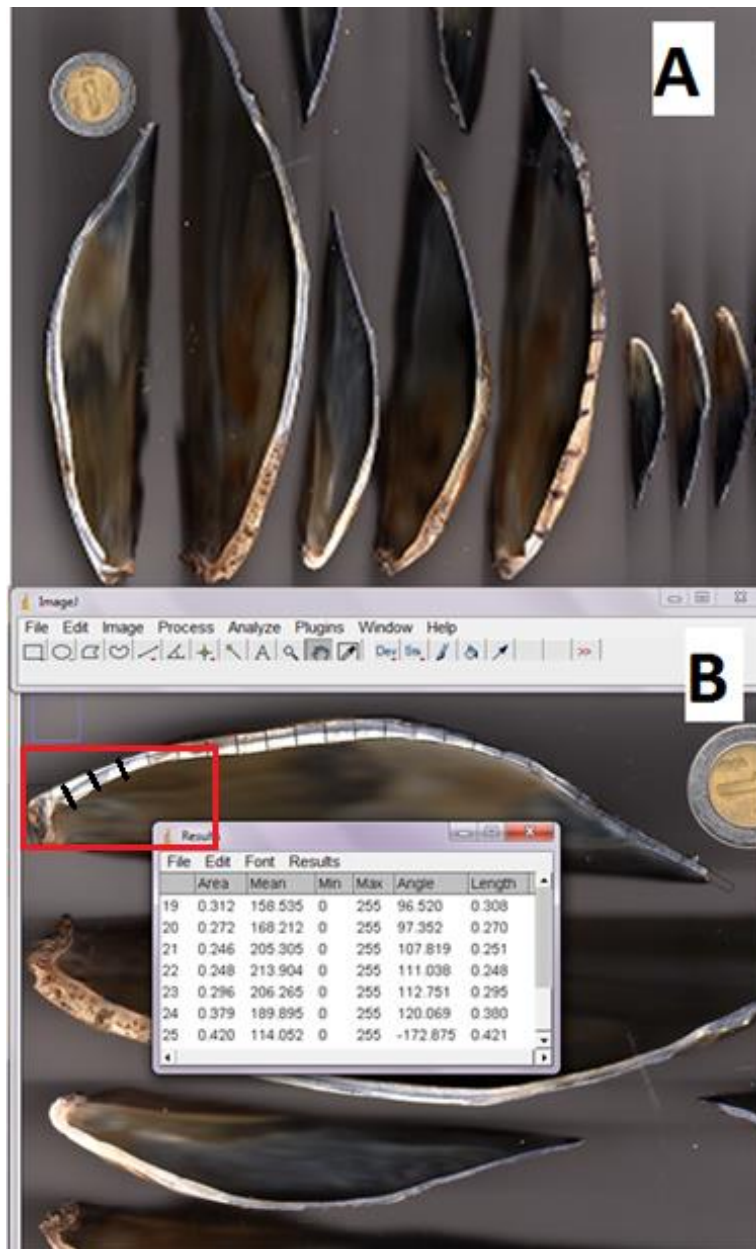 A
ImageJ
File Edit Image Process Analyze Plugins Window Help
A Dev Stk >>
B
Results
File Edit Font Results
Area Mean Min Max Angle Length
19 0.312 158.535 0 255 96.520 0.308
20 0.272 168.212 0 255 97.352 0.270
21 0.246 205.305 0 255 107.819 0.251
22 0.248 213.904 0 255 111.038 0.248
23 0.296 206.265 0 255 112.751 0.295
24 0.379 189.895 0 255 120.069 0.380
25 0.420 114.052 0 255 -172.875 0.421